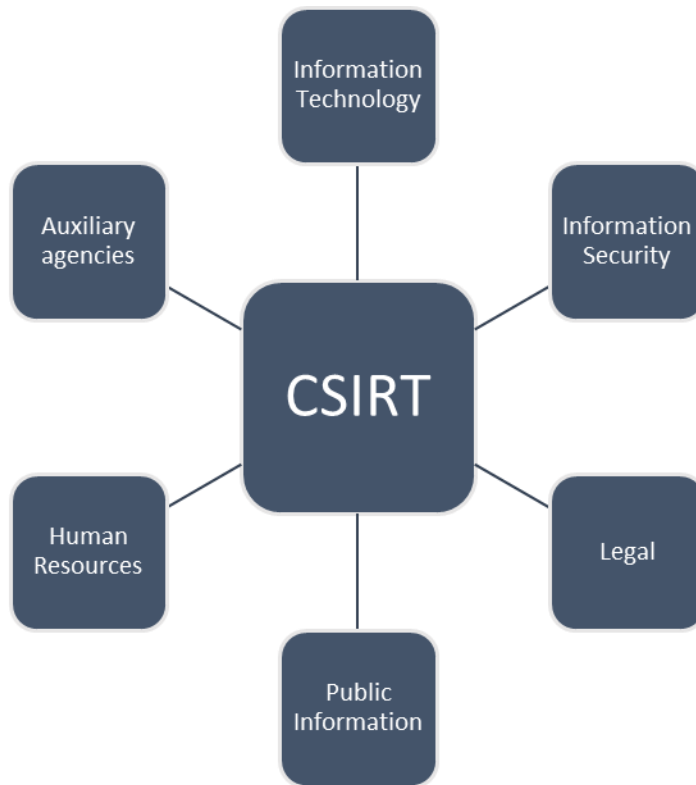 Information
Technology
Auxiliary
agencies
Information
Security
CSIRT
Human
Resources
Legal
Public
Information